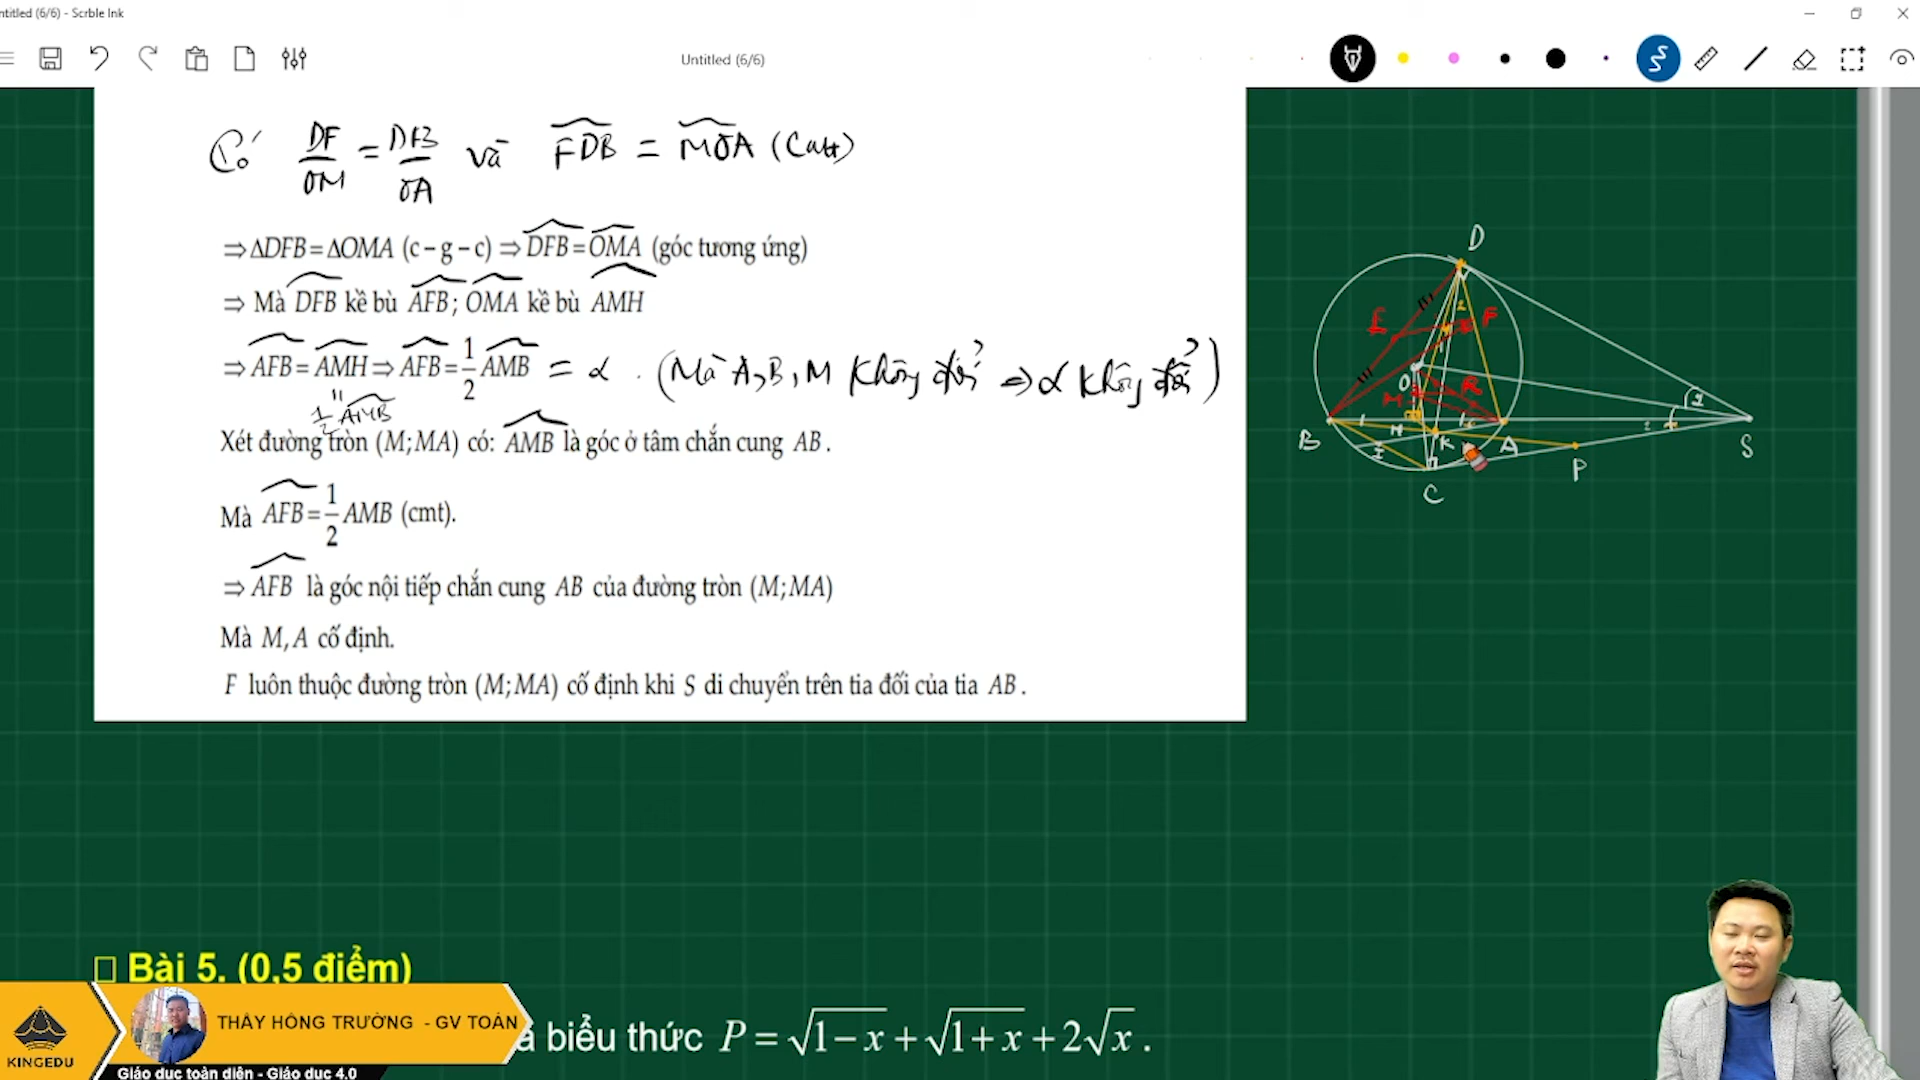 ntitled (6/6) - Scrble Ink
Untitled (6/6)
Có DF/OM = DB/OA và FDB = MOA (cmt)
⇒ ΔDFB = ΔOMA (c – g – c) ⇒ DFB = OMA (góc tương ứng)
⇒ Mà DFB kề bù AFB; OMA kề bù AMH
⇒ AFB = AMH ⇒ AFB = 1/2 AMB = α . (Mà A, B, M không đổi ⇒ α không đổi)
" 1/2 AMB
Xét đường tròn (M;MA) có: AMB là góc ở tâm chắn cung AB.
Mà AFB = 1/2 AMB (cmt).
⇒ AFB là góc nội tiếp chắn cung AB của đường tròn (M;MA)
Mà M, A cố định.
F luôn thuộc đường tròn (M;MA) cố định khi S di chuyển trên tia đối của tia AB.
D
E F
O
M
B H K A S
I P
C
Bài 5. (0,5 điểm)
biểu thức P = √1−x + √1+x + 2√x .
THẦY HỒNG TRƯỜNG - GV TOÁN
KINGEDU
Giáo dục toàn diện - Giáo dục 4.0